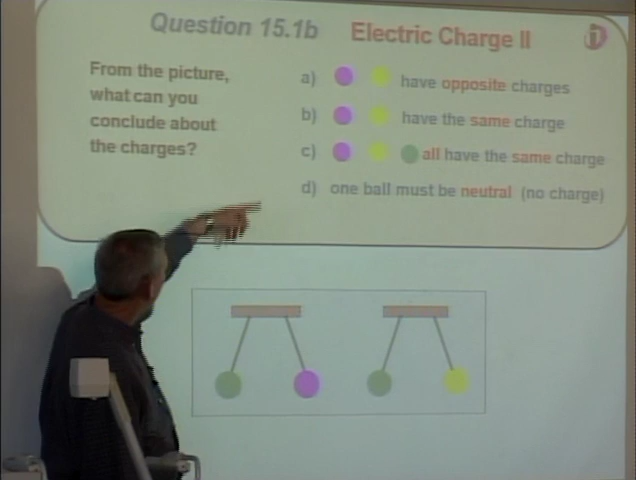 Question 15.1b
Electric Charge II
From the picture,
what can you
conclude about
the charges?
a) have opposite charges
b) have the same charge
c) all have the same charge
d) one ball must be neutral (no charge)